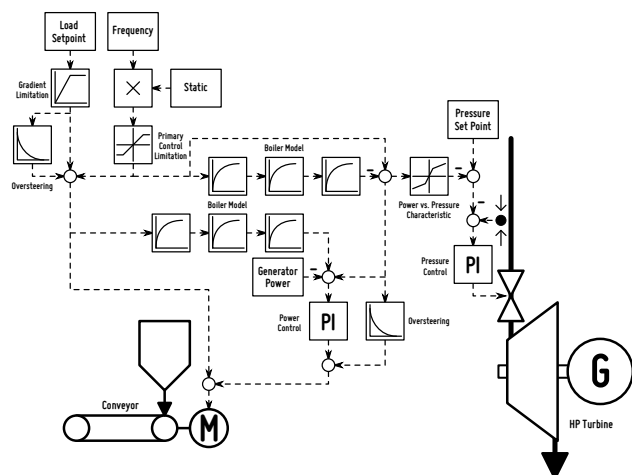 Load
Setpoint
Frequency
Gradient
Limitation
Static
Pressure
Set Point
Primary
Control
Limitation
Boiler Model
Oversteering
Power vs. Pressure
Characteristic
Boiler Model
Generator
Power
Pressure
Control
PI
Power
Control
PI
Oversteering
G
Conveyor
M
HP Turbine